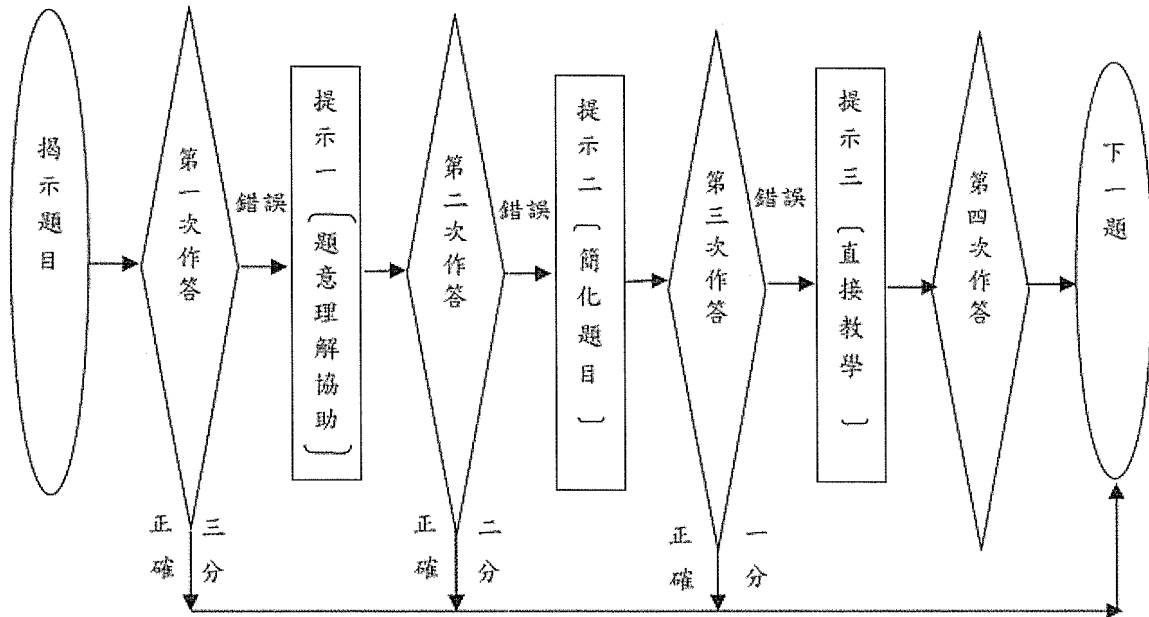 揭示題目
第一次作答
錯誤
提示一（題意理解協助）
第二次作答
錯誤
提示二（簡化題目）
第三次作答
錯誤
提示三（直接教學）
第四次作答
下一題
正確
三分
正確
二分
正確
一分